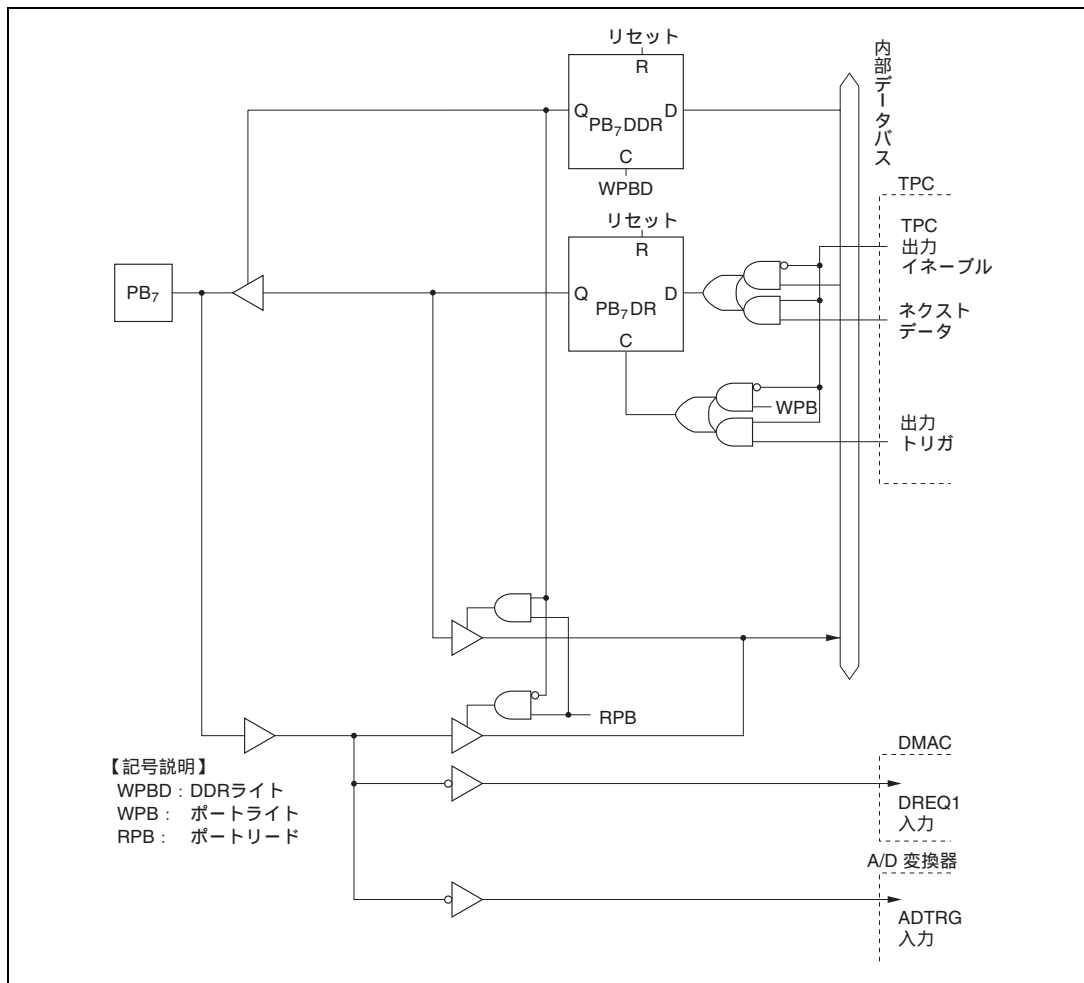 リセット
R
Q
PB7DDR
D
C
WPBD
内部データバス
TPC
リセット
R
TPC
出力
イネーブル
PB7
Q
PB7DR
D
C
ネクスト
データ
WPB
出力
トリガ
RPB
【記号説明】
WPBD : DDRライト
WPB : ポートライト
RPB : ポートリード
DMAC
DREQ1
入力
A/D 変換器
ADTRG
入力